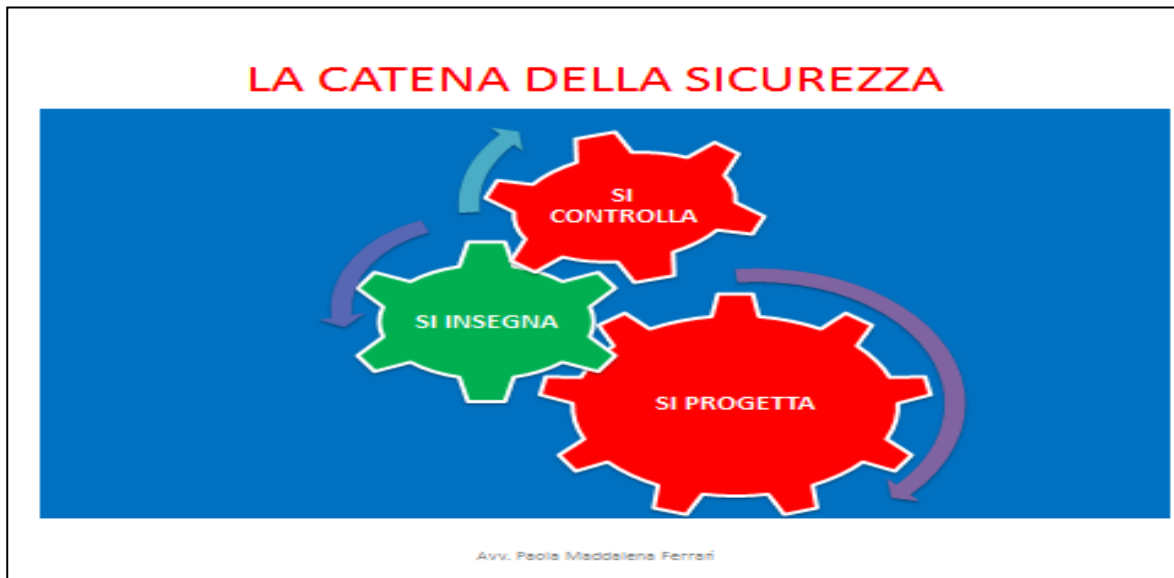 LA CATENA DELLA SICUREZZA
SI
CONTROLLA
SI INSEGNA
SI PROGETTA
Avv. Paola Maddalena Ferrari